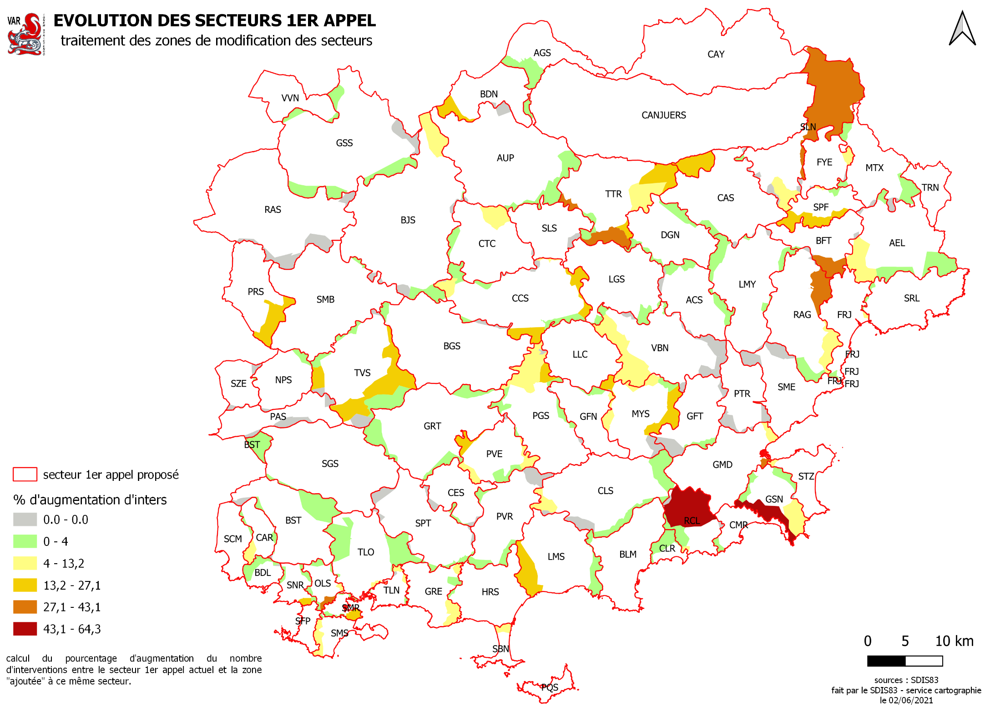 VAR
IGNEM STRICTENDO
EVOLUTION DES SECTEURS 1ER APPEL
traitement des zones de modification des secteurs
AGS
CAY
VVN
BDN
CANJUERS
SLN
GSS
AUP
FYE
MTX
TRN
TTR
CAS
SPF
RAS
BJS
SLS
DGN
BFT
AEL
CTC
LGS
LMY
PRS
SMB
CCS
ACS
SRL
RAG
FRJ
BGS
LLC
VBN
FRJ
FRJ
FRJ
FRJ
SZE
NPS
TVS
PTR
SME
PAS
GRT
PGS
GFN
MYS
GFT
BST
SGS
PVE
GMD
STZ
CES
CLS
GSN
BST
SPT
PVR
RCL
CMR
SCM
CAR
TLO
LMS
BLM
CLR
BDL
SNR
OLS
TLN
GRE
HRS
SMR
SFP
SMS
SBN
PQS
secteur 1er appel proposé
% d'augmentation d'inters
0.0 - 0.0
0 - 4
4 - 13,2
13,2 - 27,1
27,1 - 43,1
43,1 - 64,3
calcul du pourcentage d'augmentation du nombre
d'interventions entre le secteur 1er appel actuel et la zone
"ajoutée" à ce même secteur.
0 5 10 km
sources : SDIS83
fait par le SDIS83 - service cartographie
le 02/06/2021